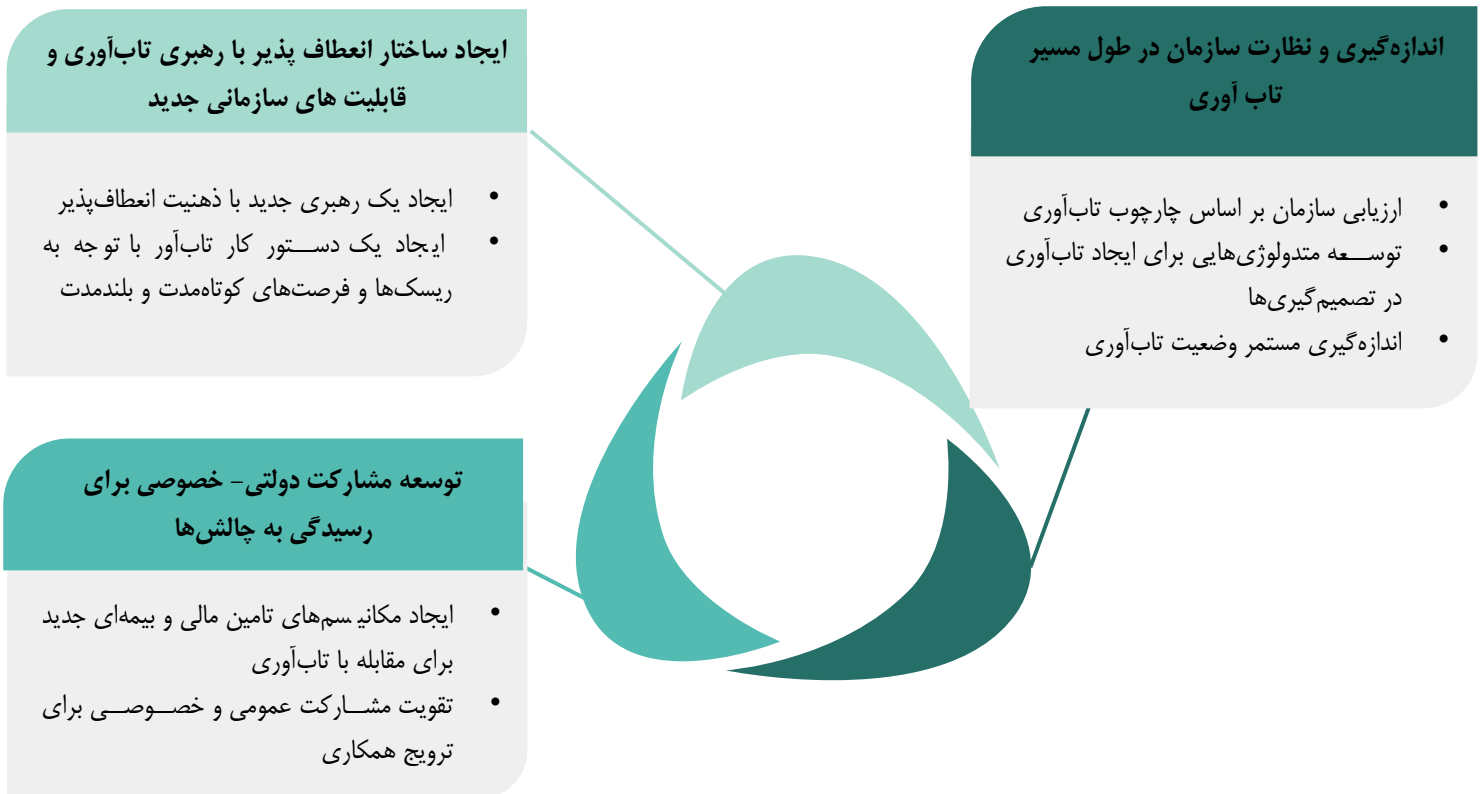 اندازه‌گیری و نظارت سازمان در طول مسیر
تاب آوری
• ارزیابی سازمان بر اساس چارچوب تاب‌آوری
• توسعه متدولوژی‌هایی برای ایجاد تاب‌آوری
در تصمیم‌گیری‌ها
• اندازه‌گیری مستمر وضعیت تاب‌آوری
ایجاد ساختار انعطاف پذیر با رهبری تاب‌آوری و
قابلیت های سازمانی جدید
• ایجاد یک رهبری جدید با ذهنیت انعطاف‌پذیر
• ایجاد یک دستور کار تاب‌آور با توجه به
ریسک‌ها و فرصت‌های کوتاه‌مدت و بلندمدت
توسعه مشارکت دولتی- خصوصی برای
رسیدگی به چالش‌ها
• ایجاد مکانیسم‌های تامین مالی و بیمه‌ای جدید
برای مقابله با تاب‌آوری
• تقویت مشارکت عمومی و خصوصی برای
ترویج همکاری